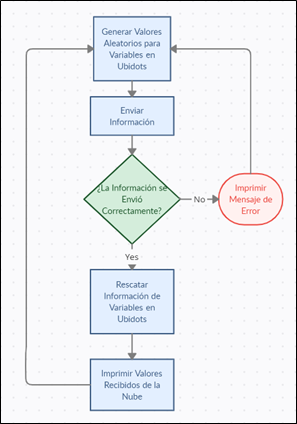 Generar Valores
Aleatorios para
Variables en
Ubidots
Enviar
Información
¿La Información se
Envió
Correctamente?
No
Imprimir
Mensaje de
Error
Yes
Rescatar
Información de
Variables en
Ubidots
Imprimir Valores
Recibidos de la
Nube